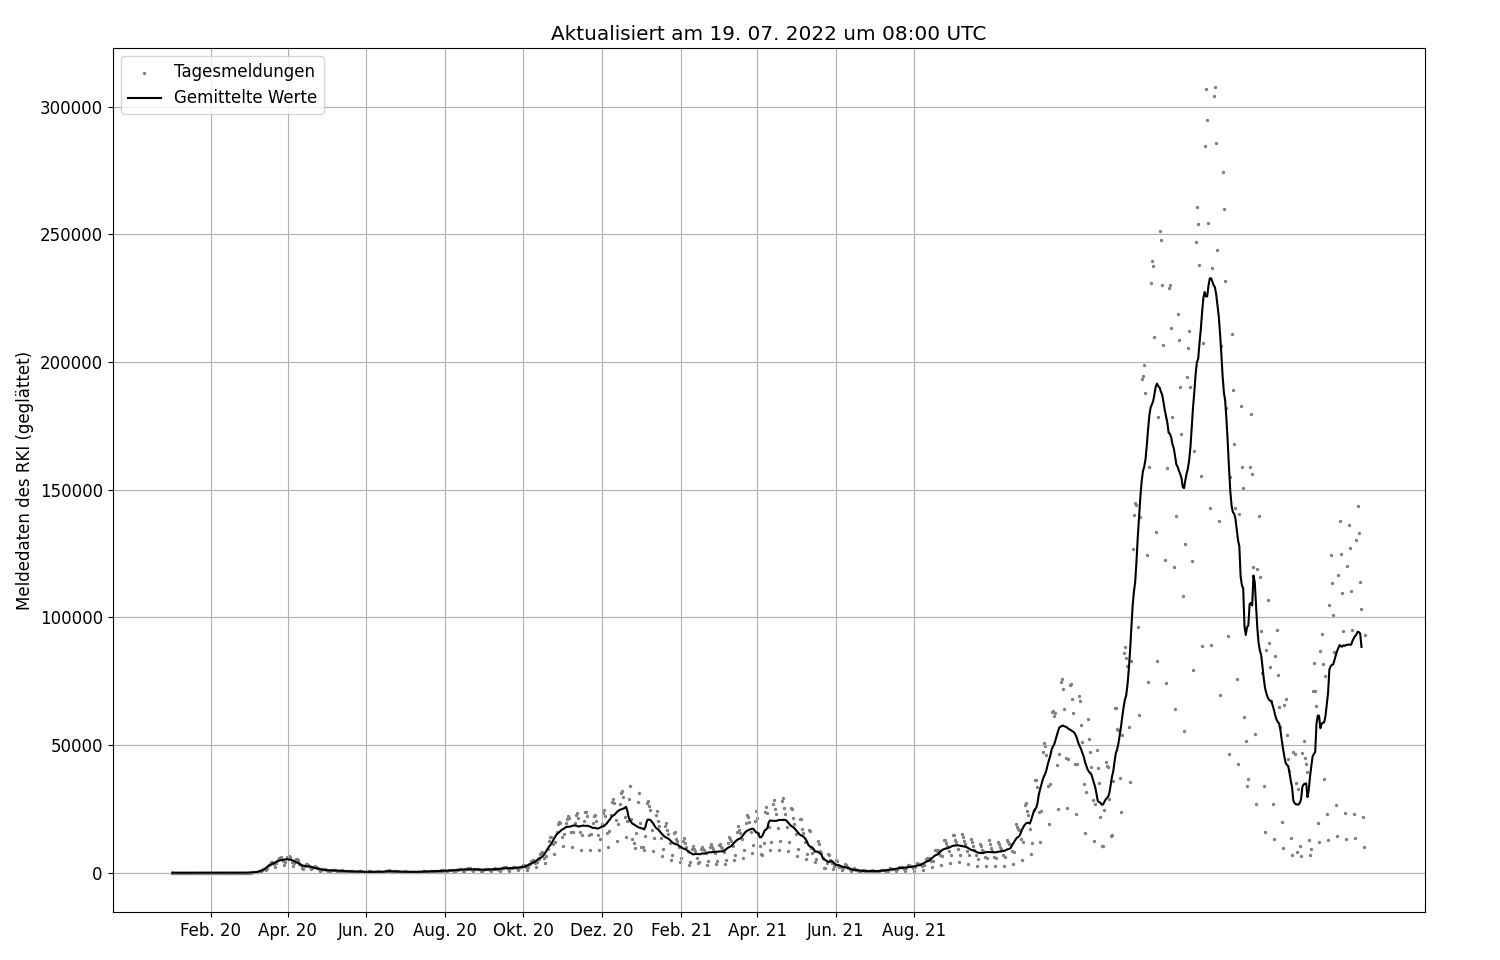 Aktualisiert am 19. 07. 2022 um 08:00 UTC
Tagesmeldungen
Gemittelte Werte
Meldedaten des RKI (geglättet)
300000
250000
200000
150000
100000
50000
0
Feb. 20 Apr. 20 Jun. 20 Aug. 20 Okt. 20 Dez. 20 Feb. 21 Apr. 21 Jun. 21 Aug. 21